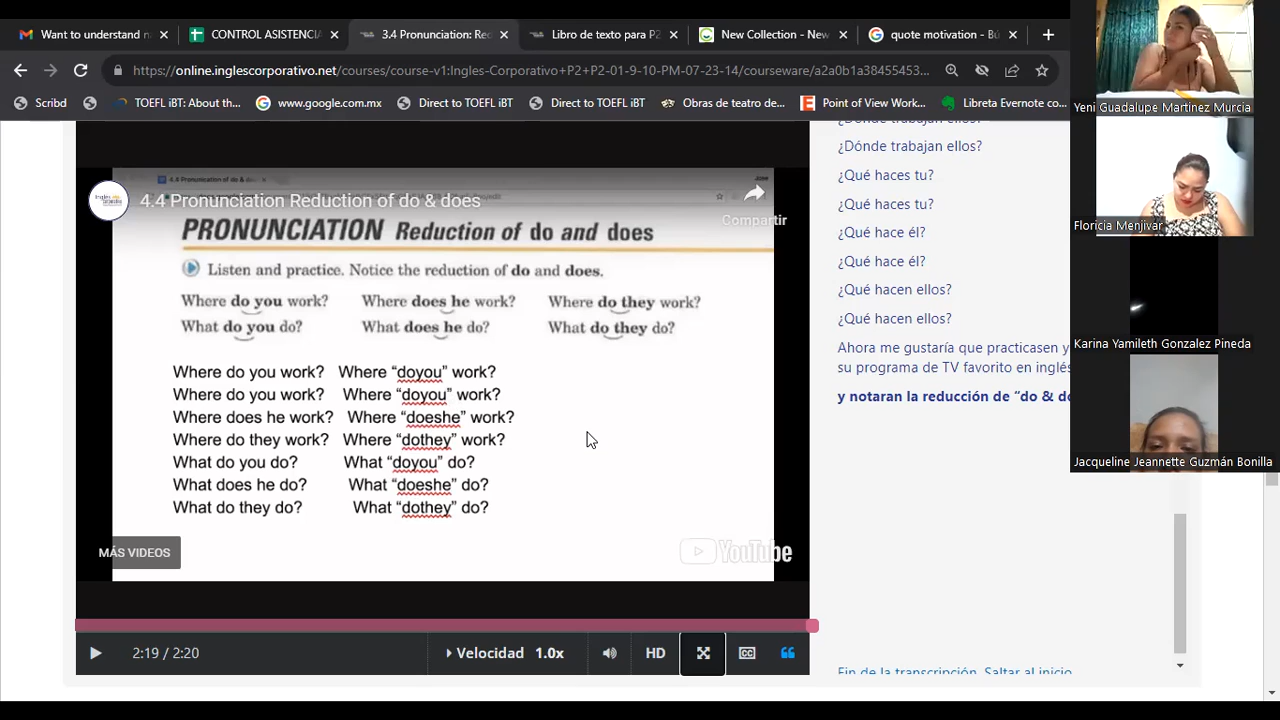 Want to understand n
CONTROL ASISTENCIA
3.4 Pronunciation: Re
Libro de texto para P2
New Collection - New
quote motivation - Bú
https://online.inglescorporativo.net/courses/course-v1:Ingles-Corporativo+P2+P2-01-9-10-PM-07-23-14/courseware/a2a0b1a38455453...
Scribd
TOEFL iBT: About th...
www.google.com.mx
Direct to TOEFL iBT
Direct to TOEFL iBT
Obras de teatro de...
Point of View Work...
Libreta Evernote co...
4.4 Pronunciation Reduction of do & does
Compartir
PRONUNCIATION Reduction of do and does
Listen and practice. Notice the reduction of do and does.
Where do you work? Where does he work? Where do they work?
What do you do? What does he do? What do they do?
Where do you work? Where “doyou” work?
Where do you work? Where “doyou” work?
Where does he work? Where “doeshe” work?
Where do they work? Where “dothey” work?
What do you do? What “doyou” do?
What does he do? What “doeshe” do?
What do they do? What “dothey” do?
MÁS VIDEOS
YouTube
2:19 / 2:20
Velocidad 1.0x
HD
CC
¿Dónde trabajan ellos?
¿Dónde trabajan ellos?
¿Qué haces tu?
¿Qué haces tu?
¿Qué hace él?
¿Qué hace él?
¿Qué hacen ellos?
¿Qué hacen ellos?
Ahora me gustaría que practicasen y
su programa de TV favorito en inglés
y notaran la reducción de “do & do
Fin de la transcripción. Saltar al inicio.
Yeni Guadalupe Martínez Murcia
Floricia Menjivar
Karina Yamileth Gonzalez Pineda
Jacqueline Jeannette Guzmán Bonilla